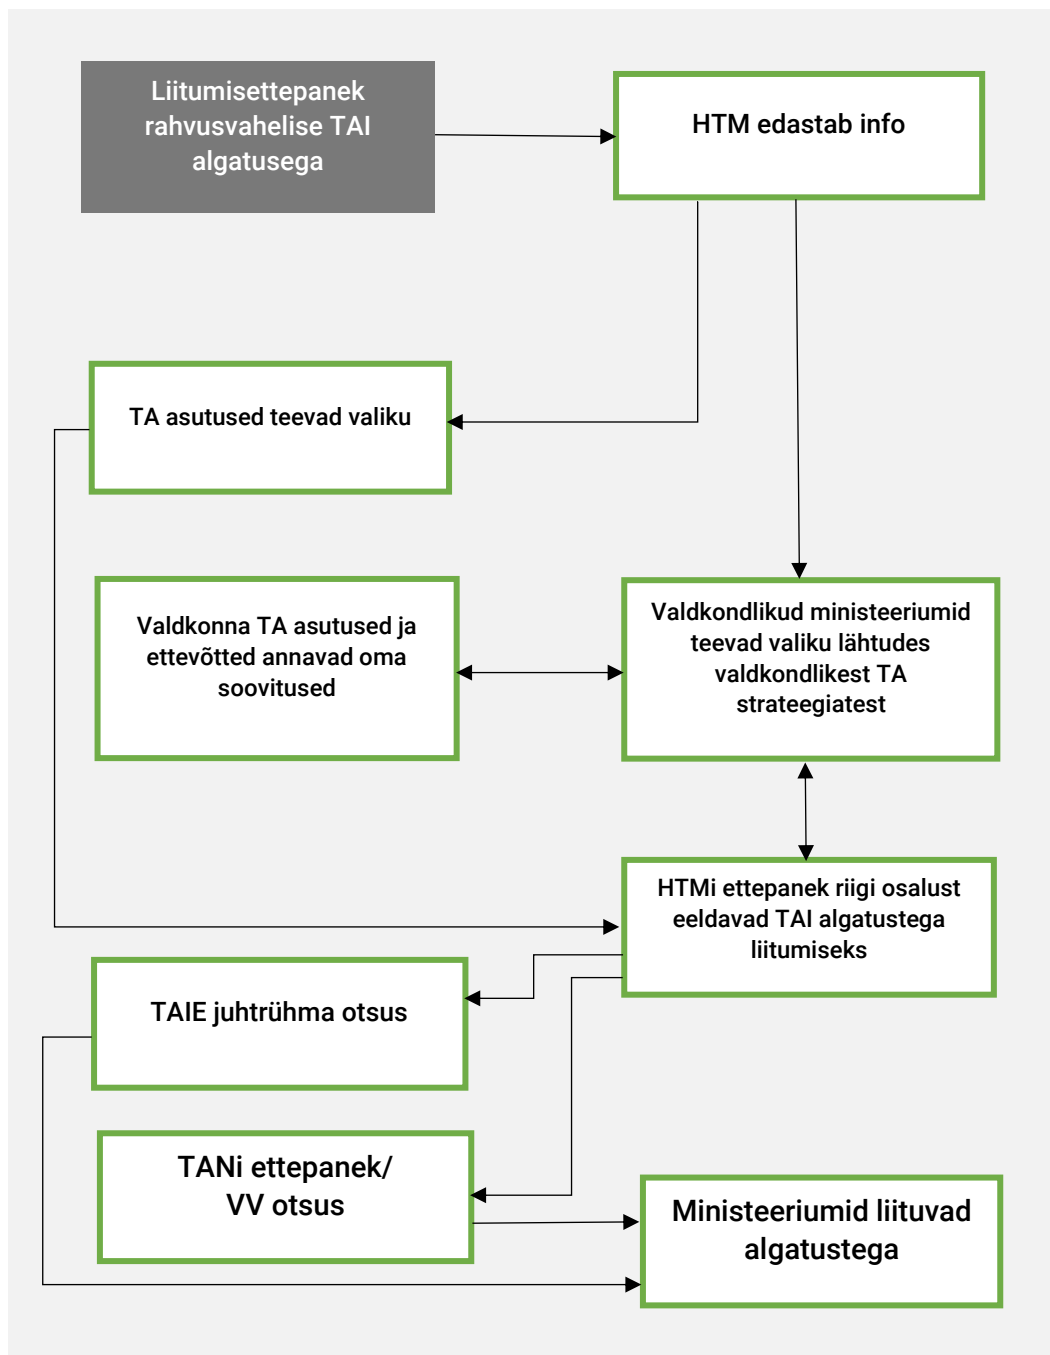 Liitumisettepanek
rahvusvahelise TAI
algatusega
HTM edastab info
TA asutused teevad valiku
Valdkonna TA asutused ja
ettevõtted annavad oma
soovitused
Valdkondlikud ministeeriumid
teevad valiku lähtudes
valdkondlikest TA
strateegiatest
HTMi ettepanek riigi osalust
eeldavad TAI algatustega
liitumiseks
TAIE juhtrühma otsus
TANi ettepanek/
VV otsus
Ministeeriumid liituvad
algatustega